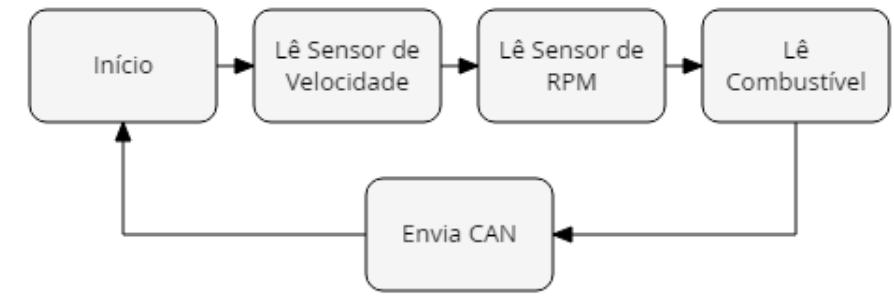 Início
Lê Sensor de
Velocidade
Lê Sensor de
RPM
Lê
Combustível
Envia CAN